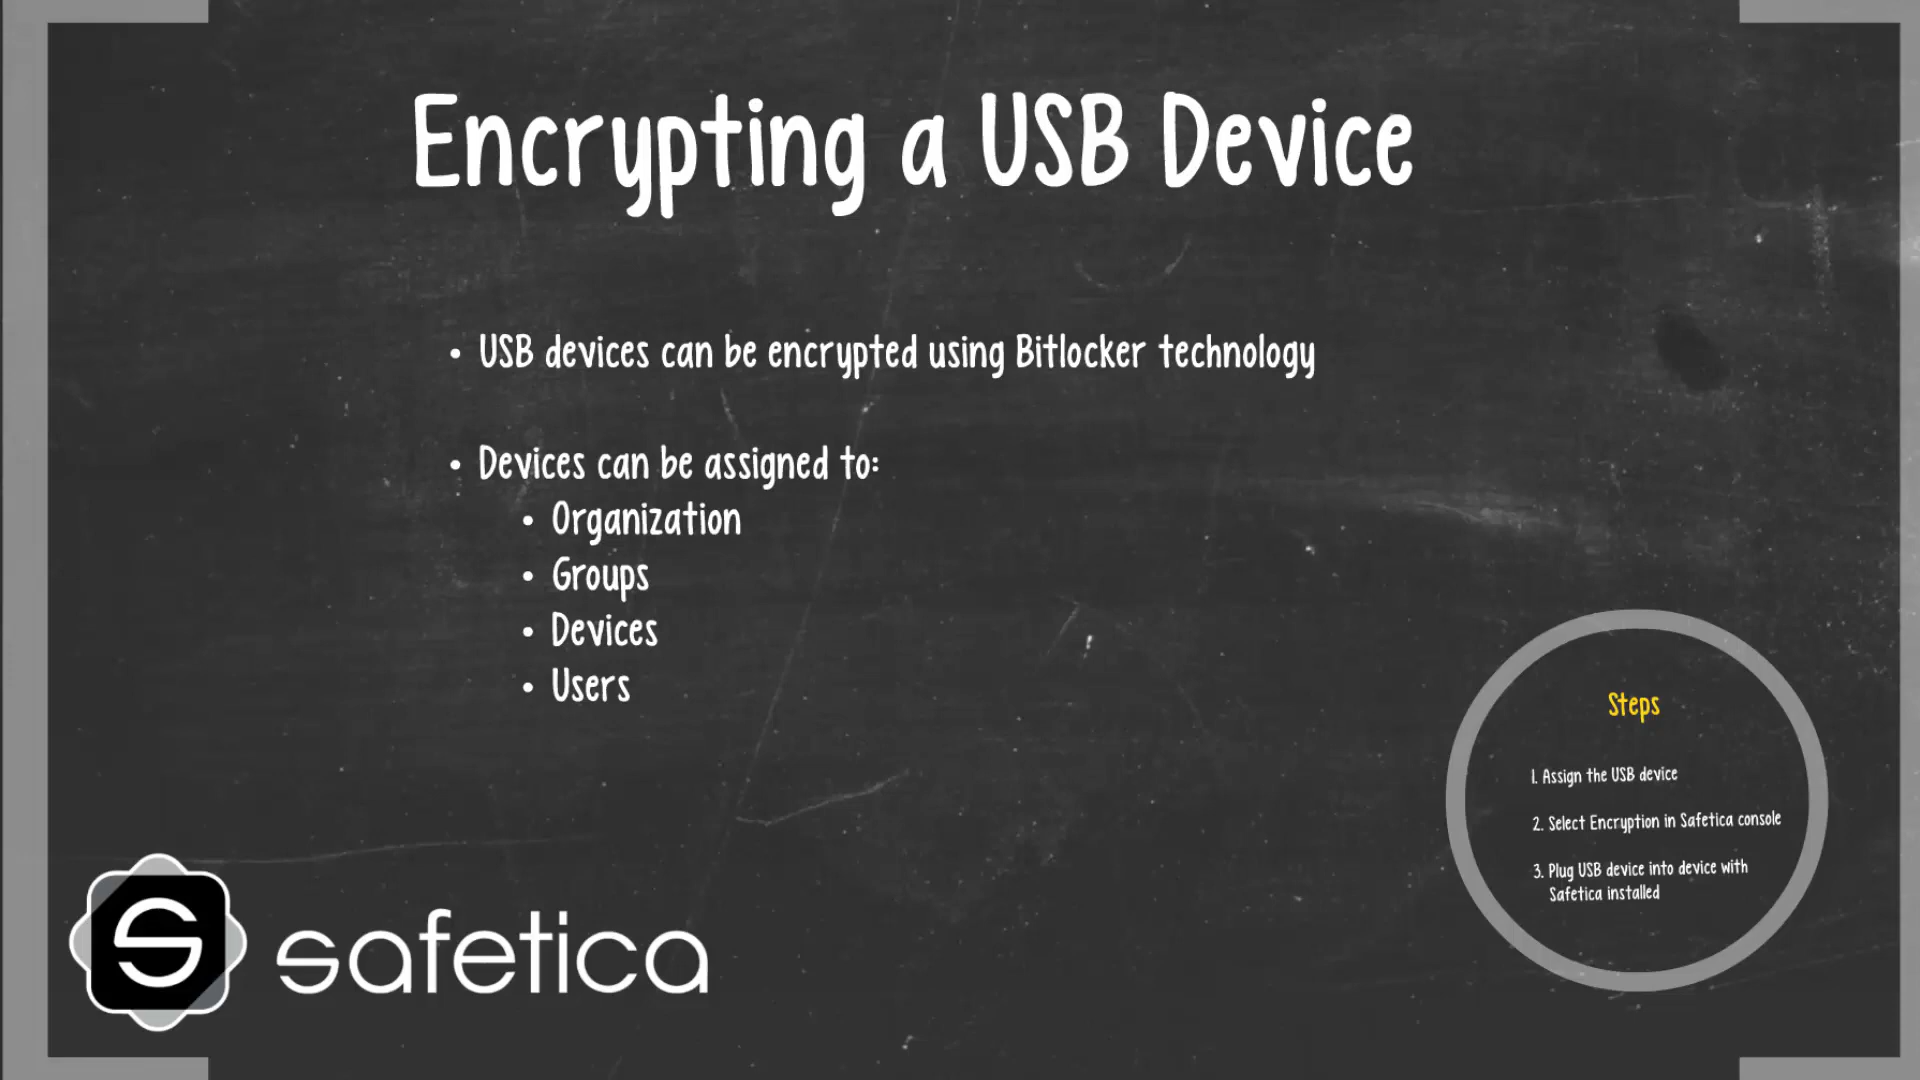 Encrypting a USB Device
• USB devices can be encrypted using Bitlocker technology
• Devices can be assigned to:
• Organization
• Groups
• Devices
• Users
Steps
1. Assign the USB device
2. Select Encryption in Safetica console
3. Plug USB device into device with
Safetica installed
S safetica